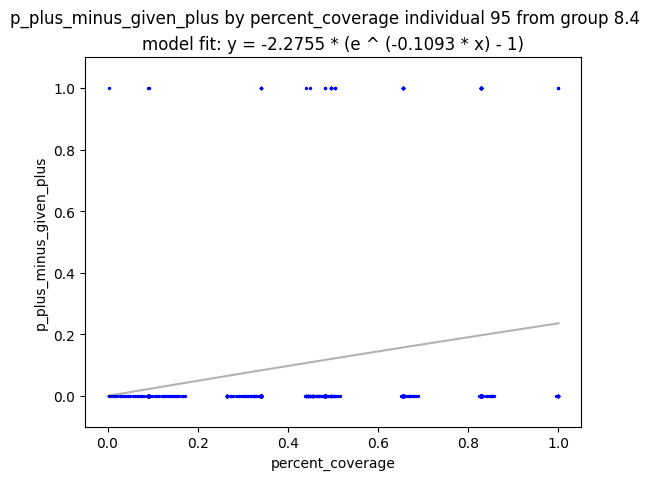 p_plus_minus_given_plus by percent_coverage individual 95 from group 8.4
model fit: y = -2.2755 * (e ^ (-0.1093 * x) - 1)
1.0
0.8
0.6
0.4
0.2
0.0
p_plus_minus_given_plus
0.0 0.2 0.4 0.6 0.8 1.0
percent_coverage